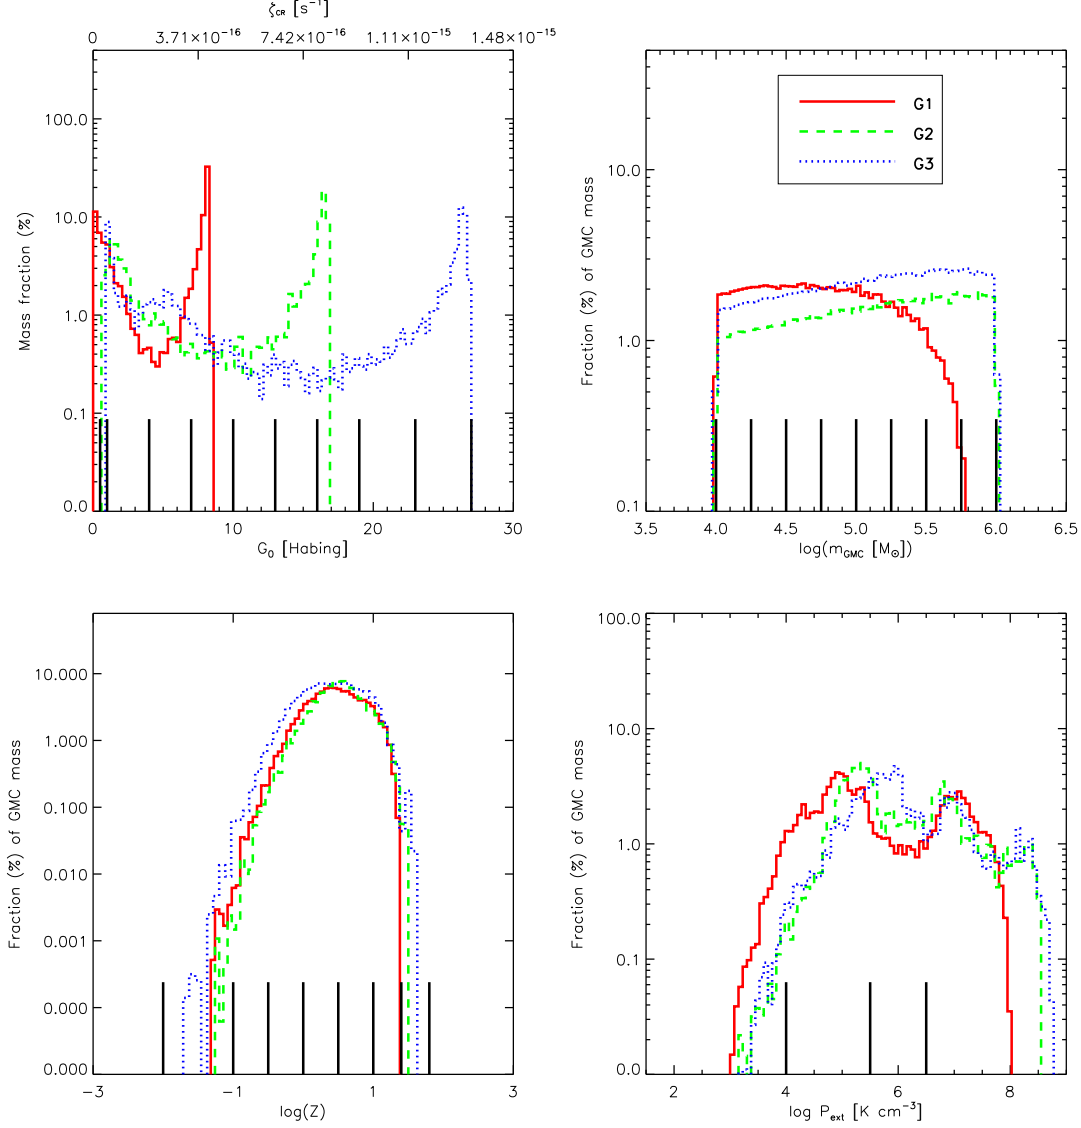 ζCR [s⁻¹]
0 3.71×10⁻¹⁶ 7.42×10⁻¹⁶ 1.11×10⁻¹⁵ 1.48×10⁻¹⁵
Mass fraction (%)
100.0
10.0
1.0
0.1
0.0
0 10 20 30
G₀ [Habing]
Fraction (%) of GMC mass
10.0
1.0
0.1
G1
G2
G3
3.5 4.0 4.5 5.0 5.5 6.0 6.5
log(mGMC [M⊙])
Fraction (%) of GMC mass
10.000
1.000
0.100
0.010
0.001
0.000
0.000
−3 −1 1 3
log(Z)
Fraction (%) of GMC mass
100.0
10.0
1.0
0.1
0.0
2 4 6 8
log Pext [K cm⁻³]